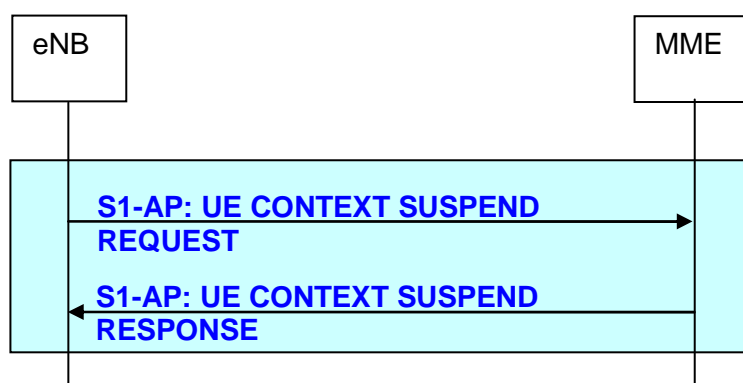 eNB
MME
S1-AP: UE CONTEXT SUSPEND
REQUEST
S1-AP: UE CONTEXT SUSPEND
RESPONSE